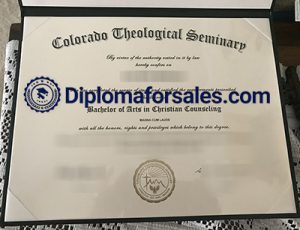 Colorado Theological Seminary
By virtue of the authority vested in it by law
hereby confers on
Diplomaforsales.com
Bachelor of Arts in Christian Counseling
MAGNA CUM LAUDE
with all the honors, rights and privileges which belong to this degree.